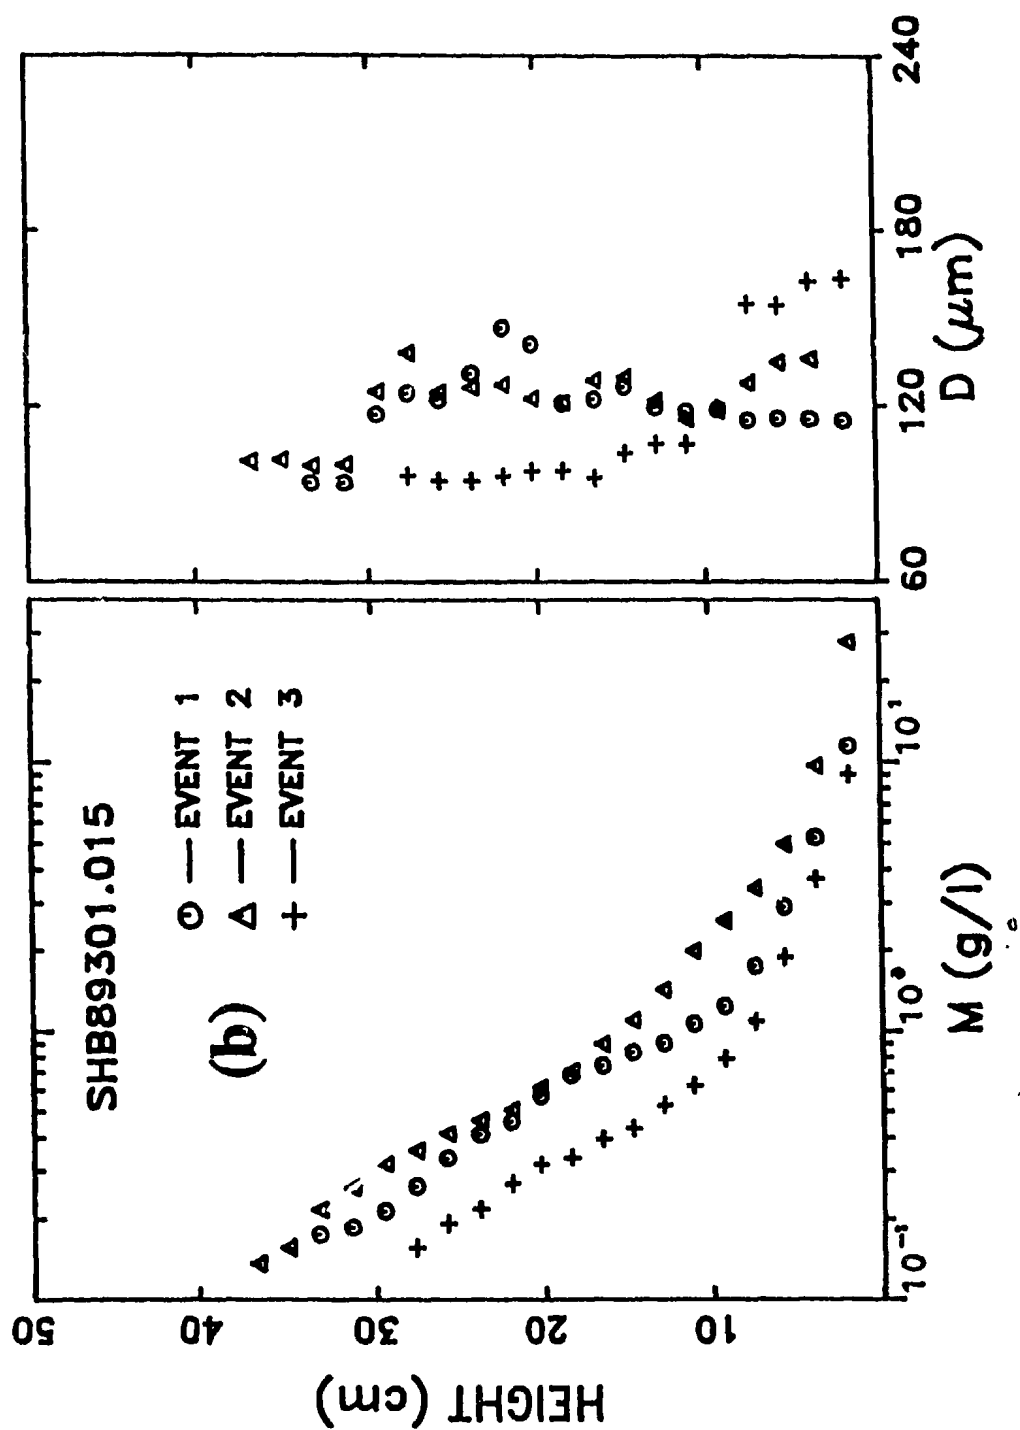 SHB89301.015
(b)
⊙ — EVENT 1
△ — EVENT 2
+ — EVENT 3
HEIGHT (cm)
50
30
20
10
10⁻¹
10⁰
10¹
M (g/l)
60
120
180
240
D (μm)